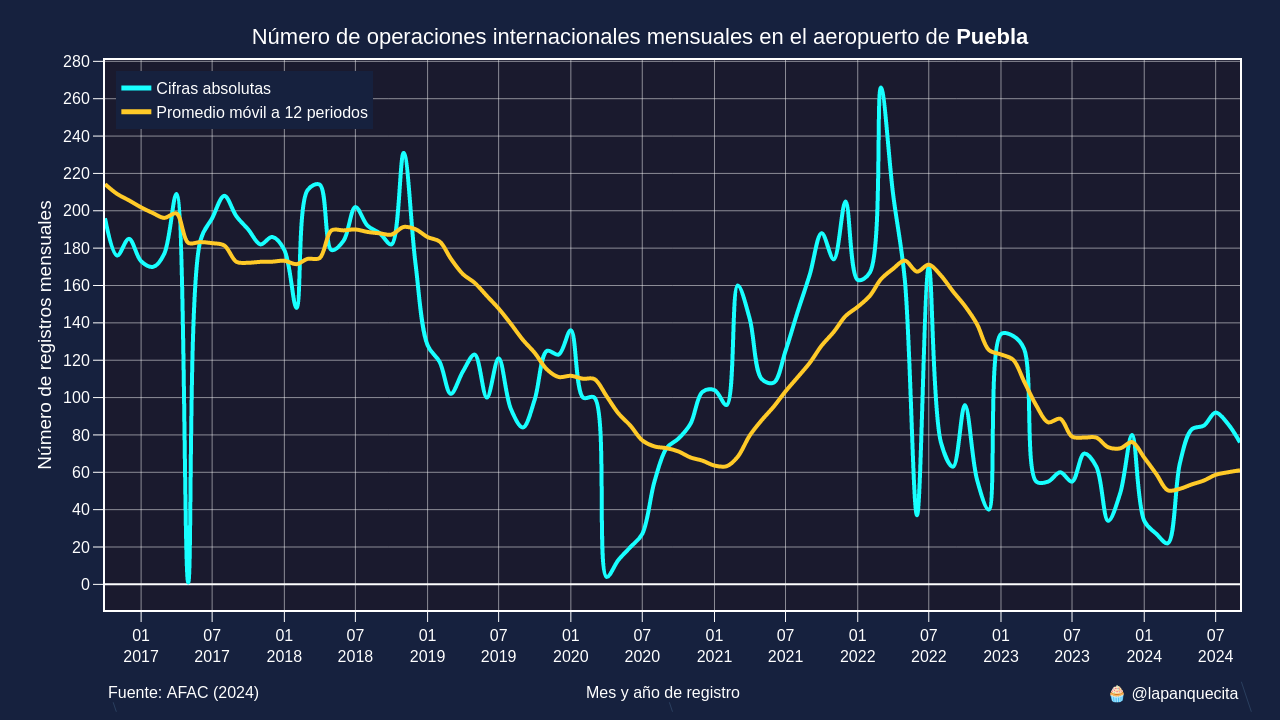 Número de operaciones internacionales mensuales en el aeropuerto de Puebla
Cifras absolutas
Promedio móvil a 12 periodos
Número de registros mensuales
280
260
240
220
200
180
160
140
120
100
80
60
40
20
0
01 07 01 07 01 07 01 07 01 07 01 07 01 07 01 07
2017 2017 2018 2018 2019 2019 2020 2020 2021 2021 2022 2022 2023 2023 2024 2024
Fuente: AFAC (2024) Mes y año de registro 🧁 @lapanquecita